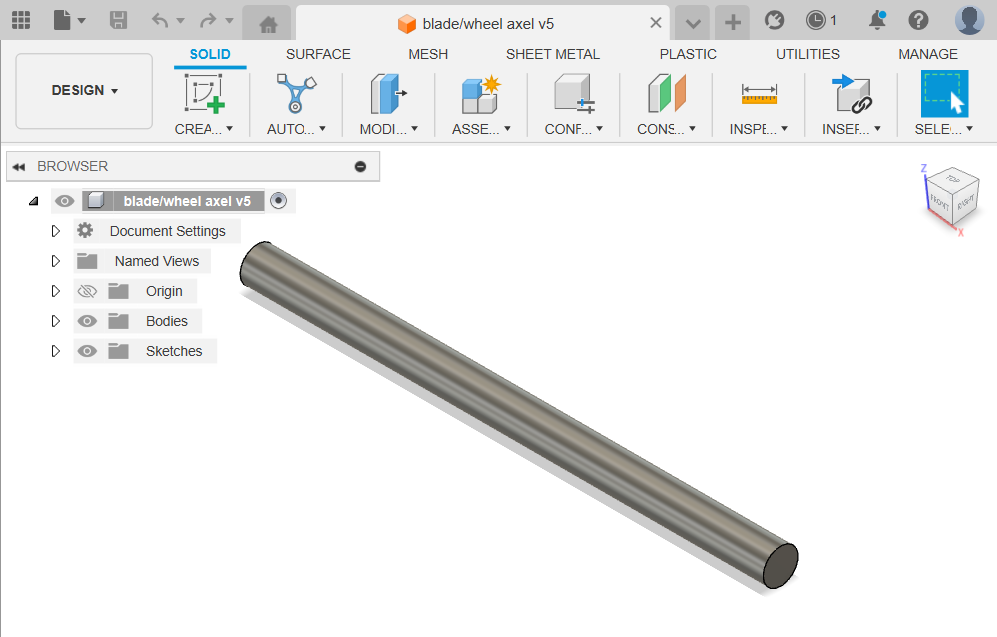 blade/wheel axel v5
1
DESIGN
SOLID SURFACE MESH SHEET METAL PLASTIC UTILITIES MANAGE
CREA... AUTO... MODI... ASSE... CONF... CONS... INSPE... INSEF... SELE...
BROWSER
blade/wheel axel v5
Document Settings
Named Views
Origin
Bodies
Sketches
Z
TOP
FRONT RIGHT
X